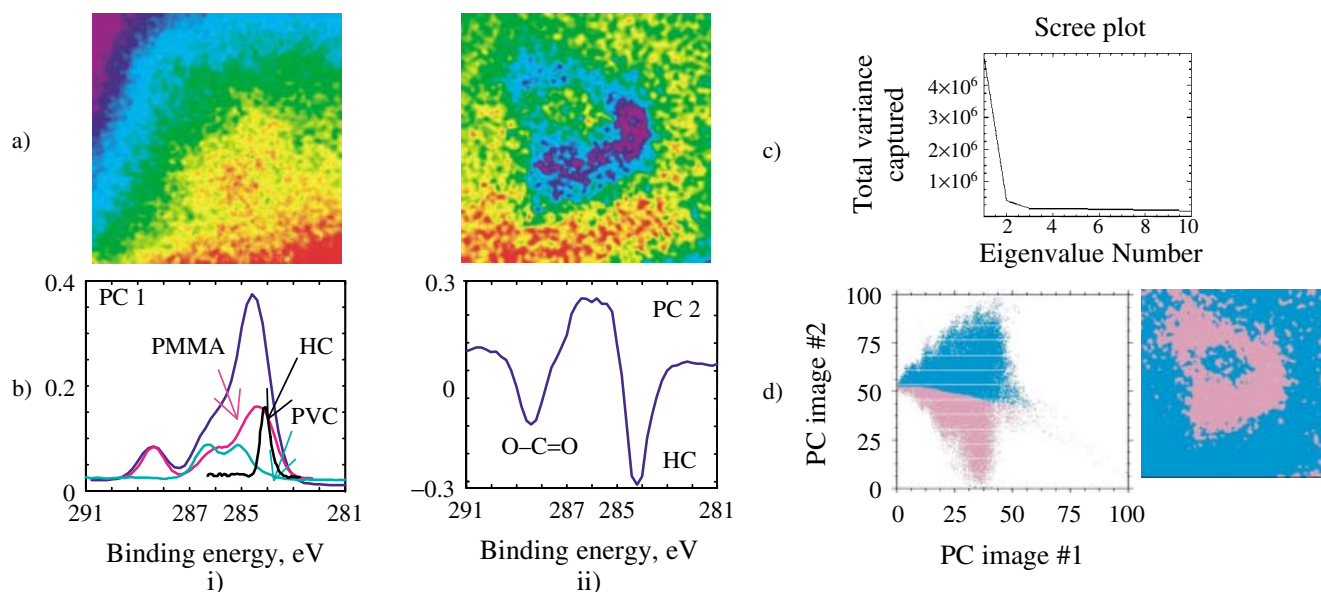 a)
Scree plot
Total variance captured
4×10⁶
3×10⁶
2×10⁶
1×10⁶
2 4 6 8 10
Eigenvalue Number
c)
b)
PC 1
PMMA
HC
PVC
0.4
0.2
0
291 287 285 281
Binding energy, eV
i)
PC 2
O–C=O
HC
0.3
0
−0.3
291 287 285 281
Binding energy, eV
ii)
d)
PC image #2
100
75
50
25
0
0 25 50 75 100
PC image #1